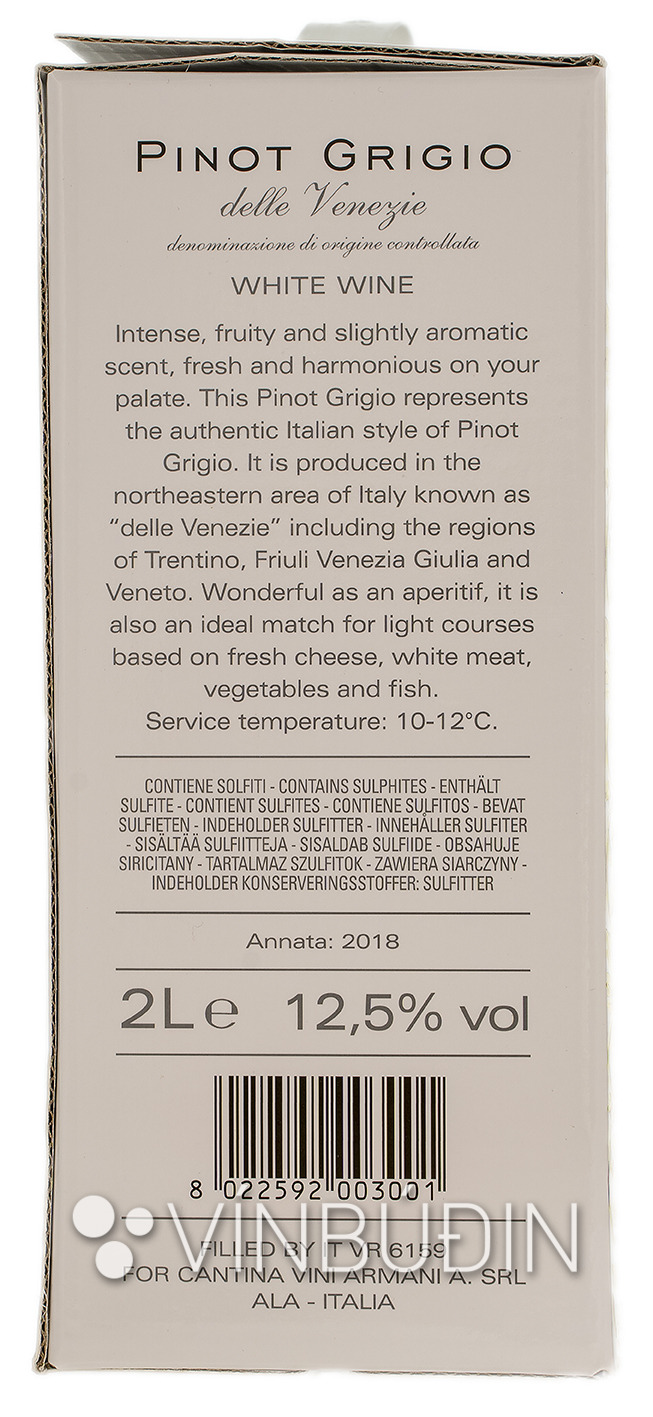 PINOT GRIGIO
delle Venezie
denominazione di origine controllata
WHITE WINE
Intense, fruity and slightly aromatic
scent, fresh and harmonious on your
palate. This Pinot Grigio represents
the authentic Italian style of Pinot
Grigio. It is produced in the
northeastern area of Italy known as
“delle Venezie” including the regions
of Trentino, Friuli Venezia Giulia and
Veneto. Wonderful as an aperitif, it is
also an ideal match for light courses
based on fresh cheese, white meat,
vegetables and fish.
Service temperature: 10-12°C.
CONTIENE SOLFITI - CONTAINS SULPHITES - ENTHÄLT
SULFITE - CONTIENT SULFITES - CONTIENE SULFITOS - BEVAT
SULFIETEN - INDEHOLDER SULFITTER - INNEHÅLLER SULFITER
- SISÄLTÄÄ SULFIITTEJA - SISALDAB SULFIIDE - OBSAHUJE
SIRICITANY - TARTALMAZ SZULFITOK - ZAWIERA SIARCZYNY -
INDEHOLDER KONSERVERINGSSTOFFER: SULFITTER
Annata: 2018
2L e 12,5% vol
8 022592 003001
VÍNBÚÐIN
FILLED BY IT VR 6159
FOR CANTINA VINI ARMANI A. SRL
ALA - ITALIA